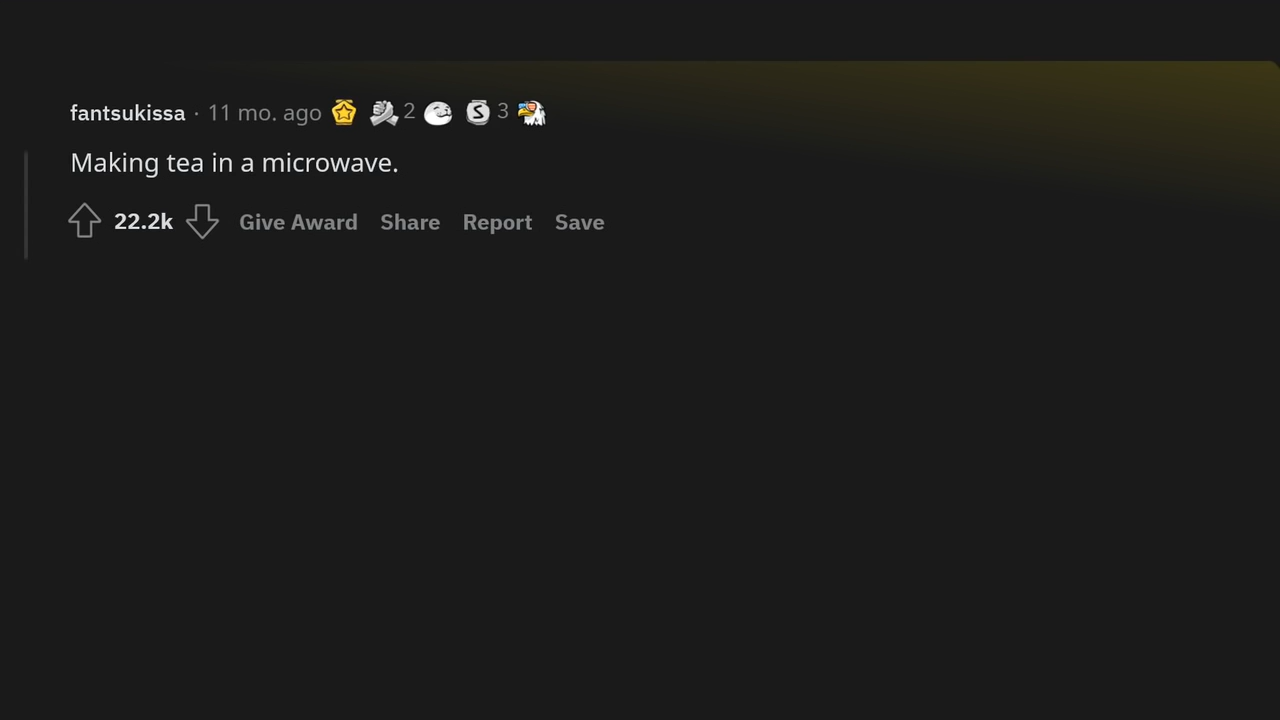 fantsukissa · 11 mo. ago 2 S 3
Making tea in a microwave.
22.2k Give Award Share Report Save